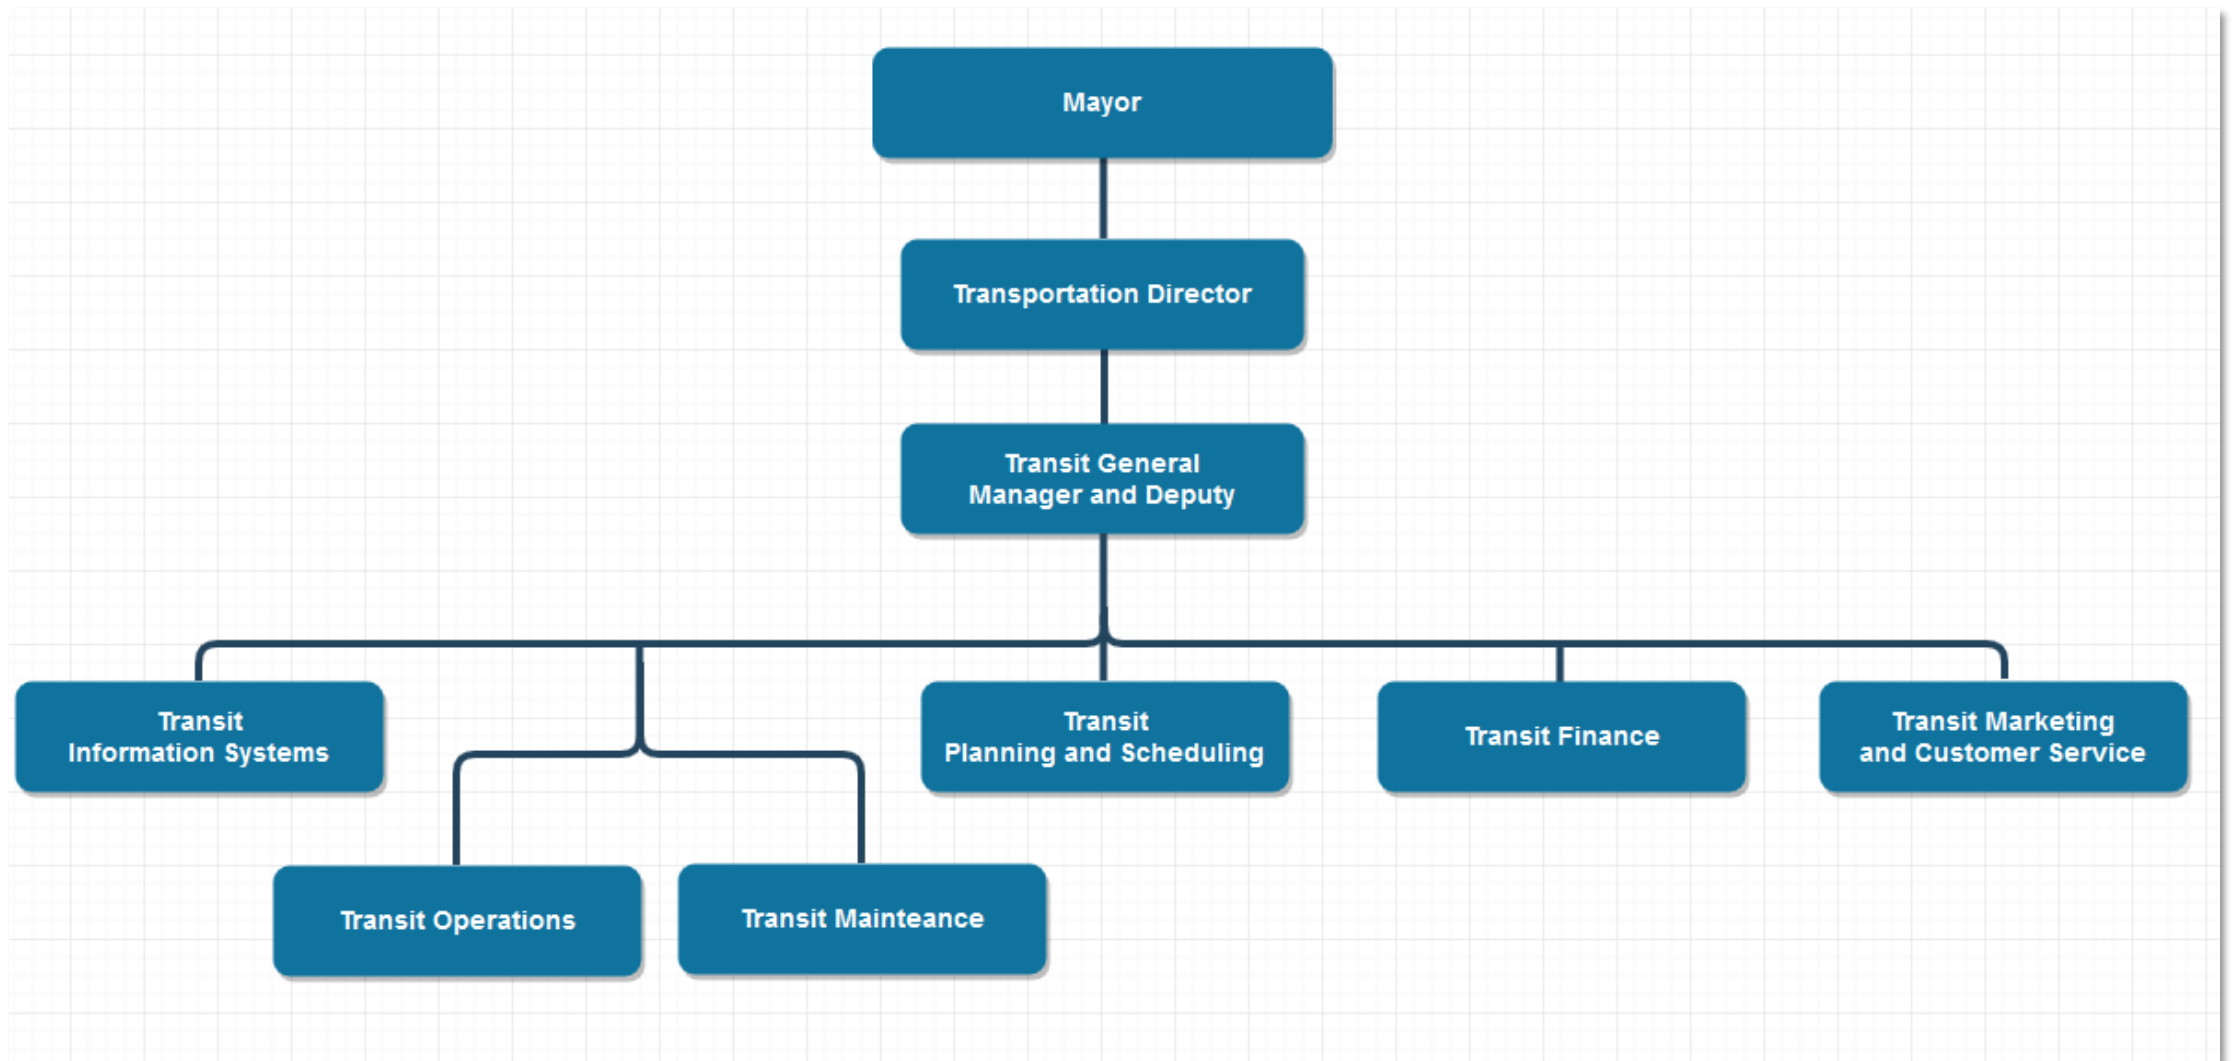 Mayor
Transportation Director
Transit General
Manager and Deputy
Transit
Information Systems
Transit
Planning and Scheduling
Transit Finance
Transit Marketing
and Customer Service
Transit Operations
Transit Mainteance